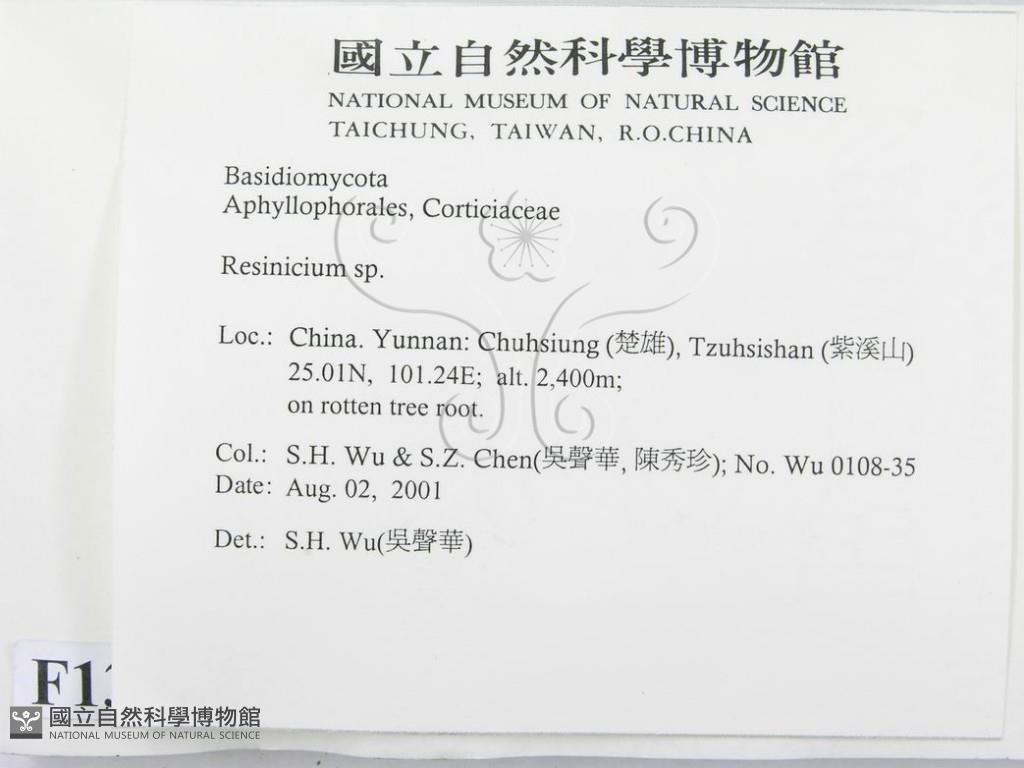 國立自然科學博物館
NATIONAL MUSEUM OF NATURAL SCIENCE
TAICHUNG, TAIWAN, R.O.CHINA
Basidiomycota
Aphyllophorales, Corticiaceae
Resinicium sp.
Loc.: China. Yunnan: Chuhsiung (楚雄), Tzuhsishan (紫溪山)
25.01N, 101.24E; alt. 2,400m;
on rotten tree root.
Col.: S.H. Wu & S.Z. Chen(吳聲華, 陳秀珍); No. Wu 0108-35
Date: Aug. 02, 2001
Det.: S.H. Wu(吳聲華)
國立自然科學博物館
NATIONAL MUSEUM OF NATURAL SCIENCE